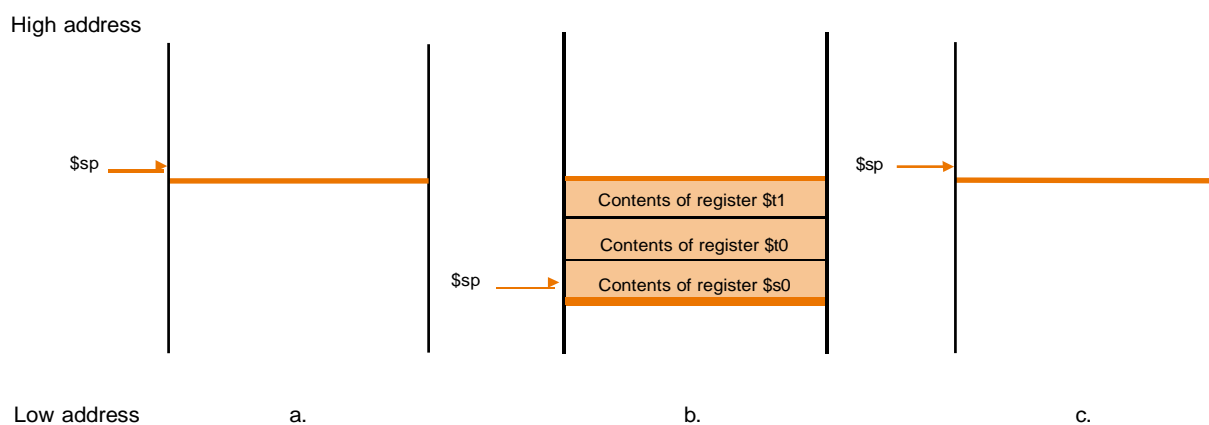 High address
$sp
$sp
Contents of register $t1
Contents of register $t0
$sp
Contents of register $s0
Low address
a.
b.
c.